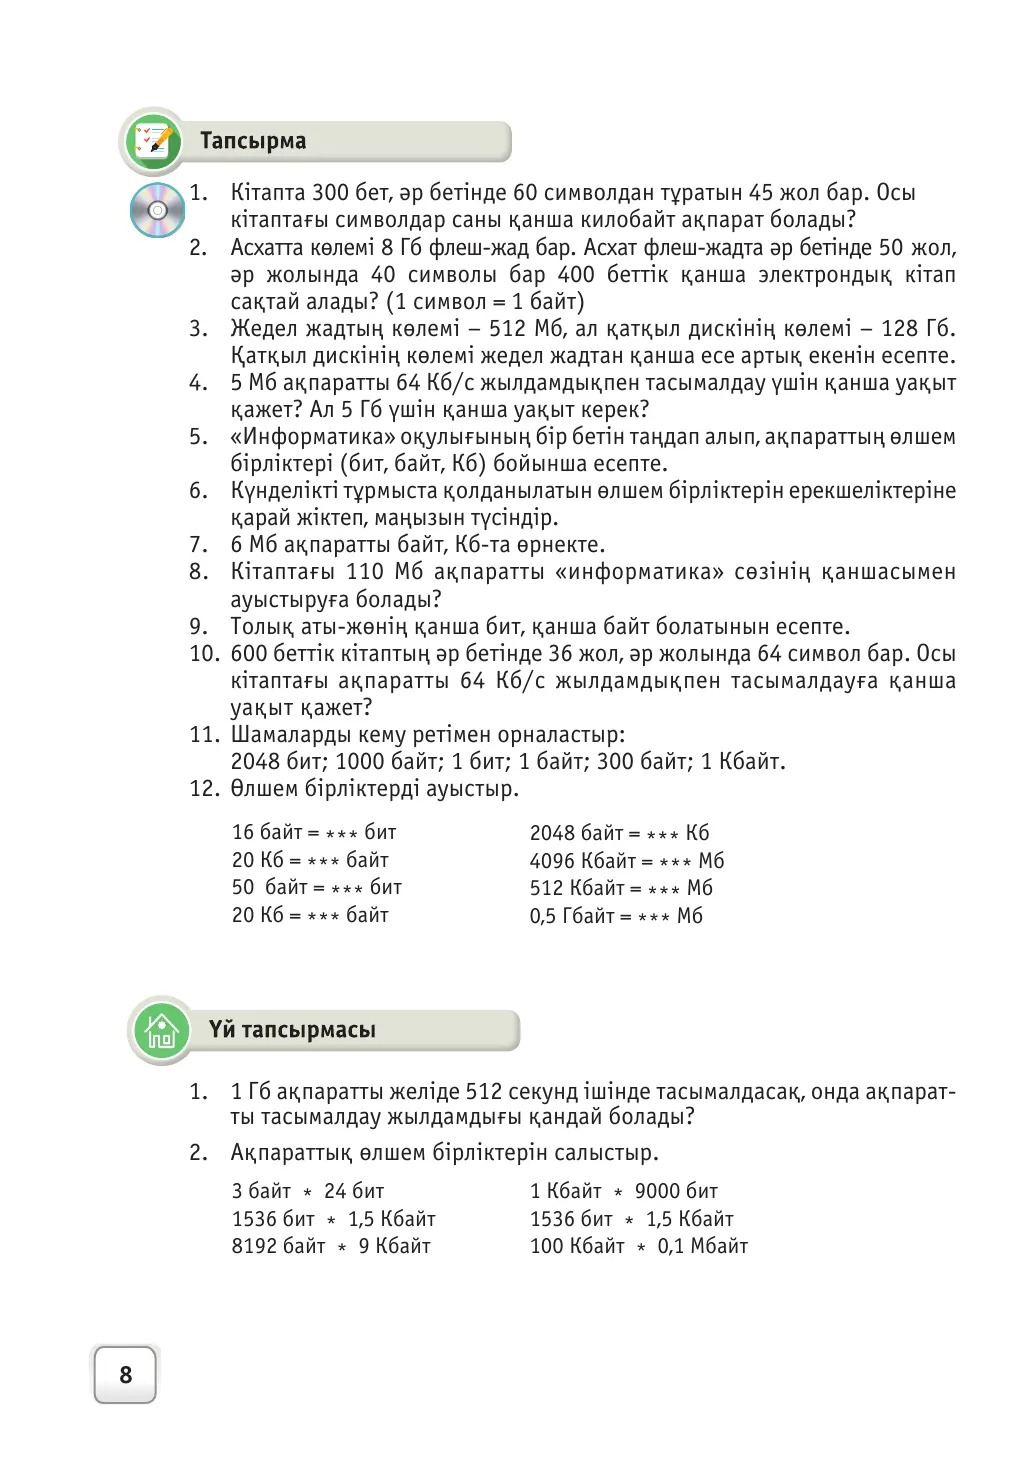 Тапсырма
1. Кітапта 300 бет, әр бетінде 60 символдан тұратын 45 жол бар. Осы
кітаптағы символдар саны қанша килобайт ақпарат болады?
2. Асхатта көлемі 8 Гб флеш-жад бар. Асхат флеш-жадта әр бетінде 50 жол,
әр жолында 40 символы бар 400 беттік қанша электрондық кітап
сақтай алады? (1 символ = 1 байт)
3. Жедел жадтың көлемі – 512 Мб, ал қатқыл дискінің көлемі – 128 Гб.
Қатқыл дискінің көлемі жедел жадтан қанша есе артық екенін есепте.
4. 5 Мб ақпаратты 64 Кб/с жылдамдықпен тасымалдау үшін қанша уақыт
қажет? Ал 5 Гб үшін қанша уақыт керек?
5. «Информатика» оқулығының бір бетін таңдап алып, ақпараттың өлшем
бірліктері (бит, байт, Кб) бойынша есепте.
6. Күнделікті тұрмыста қолданылатын өлшем бірліктерін ерекшеліктеріне
қарай жіктеп, маңызын түсіндір.
7. 6 Мб ақпаратты байт, Кб-та өрнекте.
8. Кітаптағы 110 Мб ақпаратты «информатика» сөзінің қаншасымен
ауыстыруға болады?
9. Толық аты-жөнің қанша бит, қанша байт болатынын есепте.
10. 600 беттік кітаптың әр бетінде 36 жол, әр жолында 64 символ бар. Осы
кітаптағы ақпаратты 64 Кб/с жылдамдықпен тасымалдауға қанша
уақыт қажет?
11. Шамаларды кему ретімен орналастыр:
2048 бит; 1000 байт; 1 бит; 1 байт; 300 байт; 1 Кбайт.
12. Өлшем бірліктерді ауыстыр.
16 байт = *** бит
20 Кб = *** байт
50 байт = *** бит
20 Кб = *** байт
2048 байт = *** Кб
4096 Кбайт = *** Мб
512 Кбайт = *** Мб
0,5 Гбайт = *** Мб
Үй тапсырмасы
1. 1 Гб ақпаратты желіде 512 секунд ішінде тасымалдасақ, онда ақпарат-
ты тасымалдау жылдамдығы қандай болады?
2. Ақпараттық өлшем бірліктерін салыстыр.
3 байт * 24 бит
1536 бит * 1,5 Кбайт
8192 байт * 9 Кбайт
1 Кбайт * 9000 бит
1536 бит * 1,5 Кбайт
100 Кбайт * 0,1 Мбайт
8